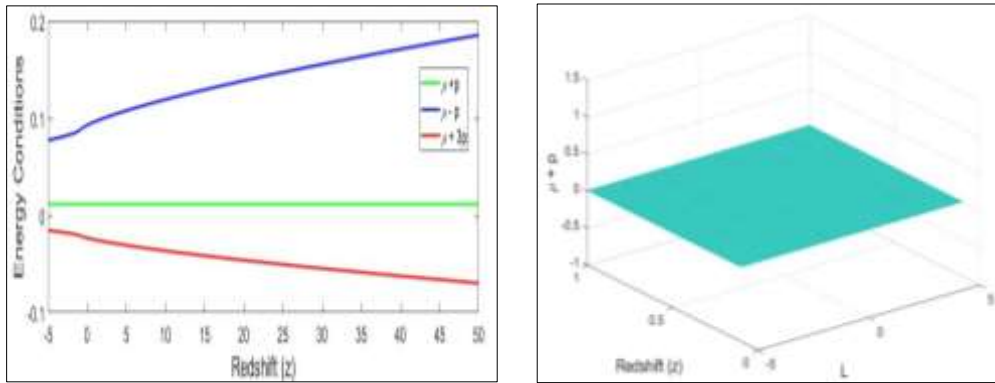 0.2
0.1
0
-0.1
Energy Conditions
μ + p
μ - p
μ + 3p
-5 0 5 10 15 20 25 30 35 40 45 50
Redshift (z)
1.5
1
0.5
0
-0.5
-1
μ + p
1
0.5
0
Redshift (z)
-5
0
5
L